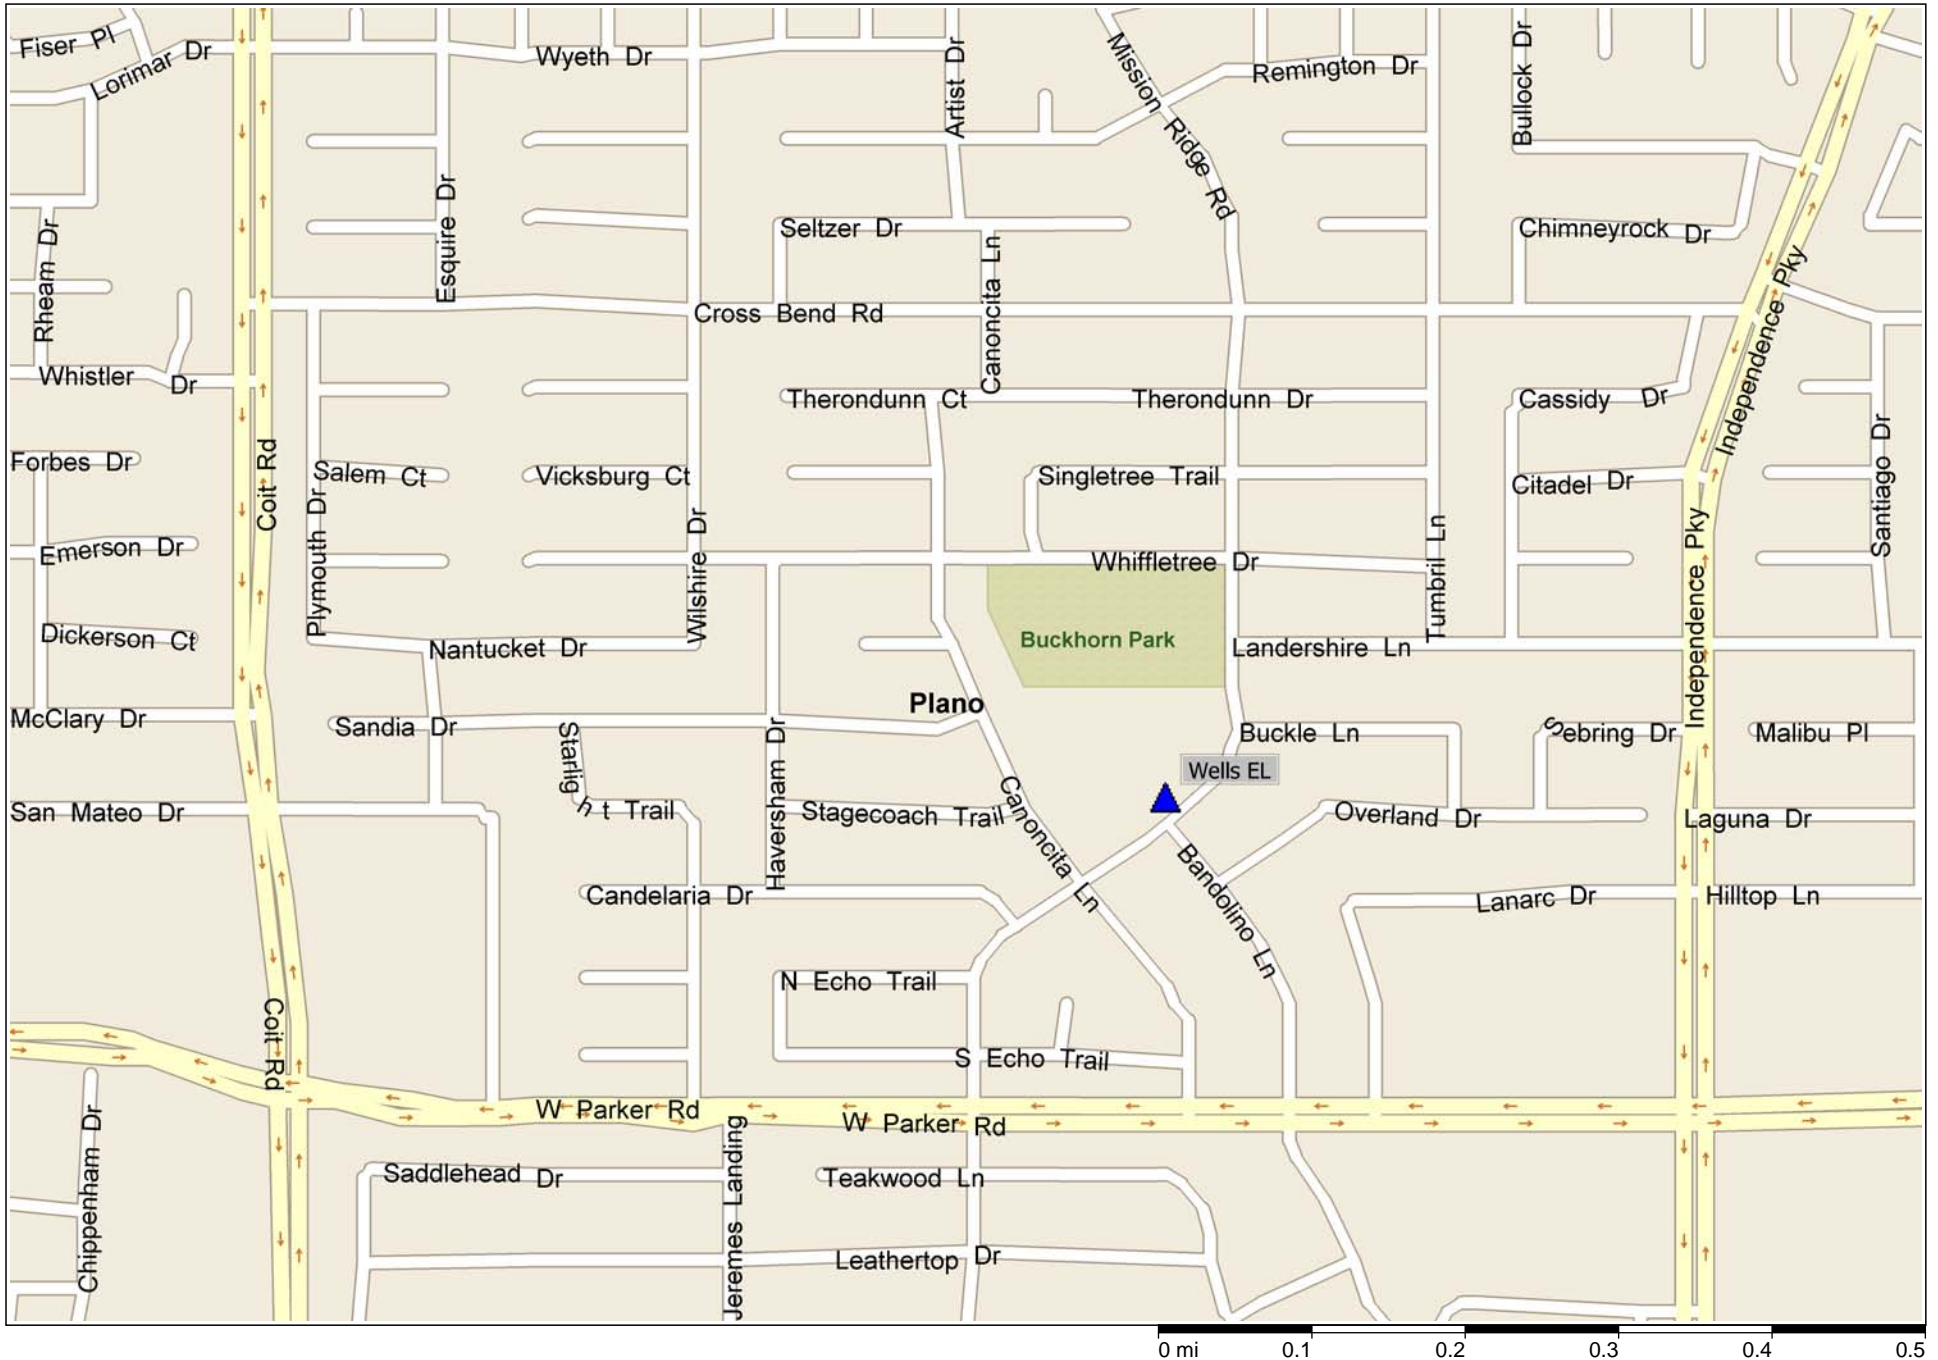 Fiser Pl
Lorimar Dr
Wyeth Dr
Artist Dr
Mission Ridge Rd
Remington Dr
Bullock Dr
Rheam Dr
Esquire Dr
Seltzer Dr
Canoncita Ln
Chimneyrock Dr
Cross Bend Rd
Independence Pky
Whistler Dr
Therondunn Ct
Therondunn Dr
Cassidy Dr
Forbes Dr
Coit Rd
Salem Ct
Vicksburg Ct
Singletree Trail
Citadel Dr
Santiago Dr
Plymouth Dr
Wilshire Dr
Tumbril Ln
Independence Pky
Emerson Dr
Whiffletree Dr
Dickerson Ct
Nantucket Dr
Buckhorn Park
Landershire Ln
Plano
McClary Dr
Sandia Dr
Starlight Trail
Haversham Dr
Buckle Ln
Sebring Dr
Malibu Pl
Wells EL
San Mateo Dr
Stagecoach Trail
Canoncita Ln
Overland Dr
Laguna Dr
Bandolino Ln
Candelaria Dr
Lanarc Dr
Hilltop Ln
N Echo Trail
Coit Rd
S Echo Trail
W Parker Rd
W Parker Rd
Chippenham Dr
Jeremes Landing
Saddlehead Dr
Teakwood Ln
Leathertop Dr
0 mi 0.1 0.2 0.3 0.4 0.5